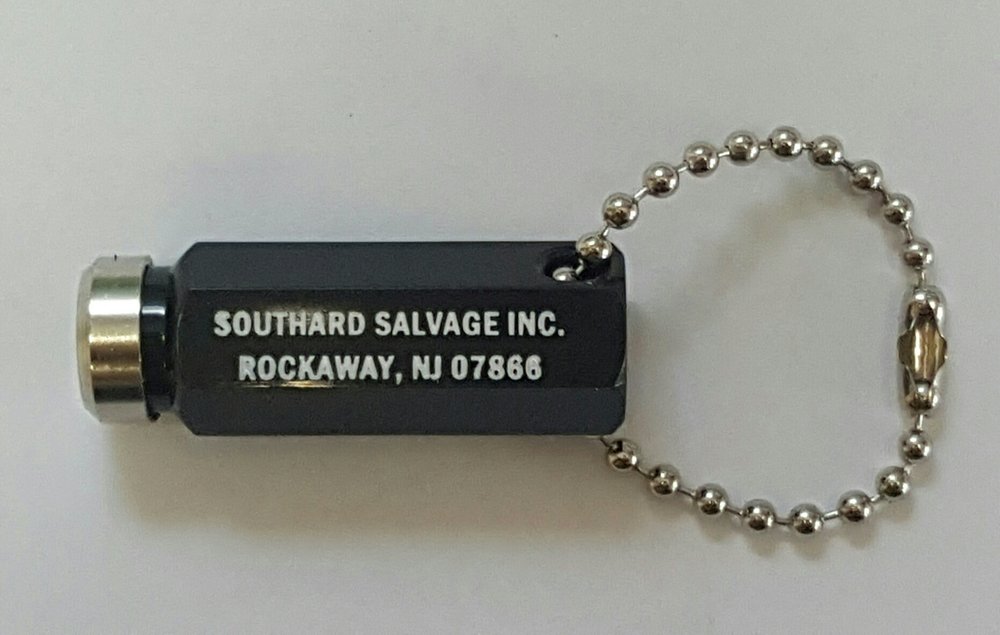 SOUTHARD SALVAGE INC.
ROCKAWAY, NJ 07866